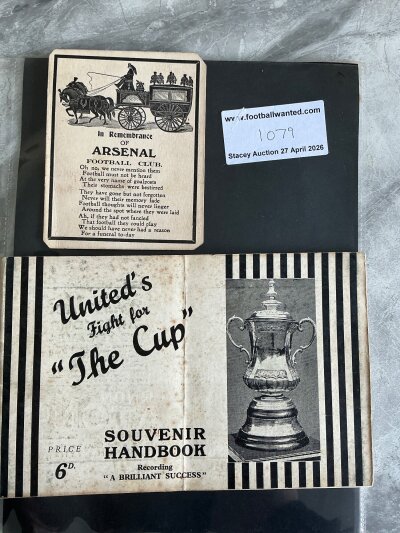 In Remembrance
OF
ARSENAL
FOOTBALL CLUB.
Oh no, we never mention them
Football must not be heard
At the very name of goalposts
Their stomachs were bestirred
They have gone but not forgotten
Never will their memory fade
Football thoughts will never linger
Around the spot where they were laid
Ah, if they had not fancied
That football they could play
We should have never had a season
For a funeral to-day
www.footballwanted.com
1079
Stacey Auction 27 April 2026
United's
Fight for
"The Cup"
SOUVENIR
HANDBOOK
PRICE
6D.
Recording
"A BRILLIANT SUCCESS"